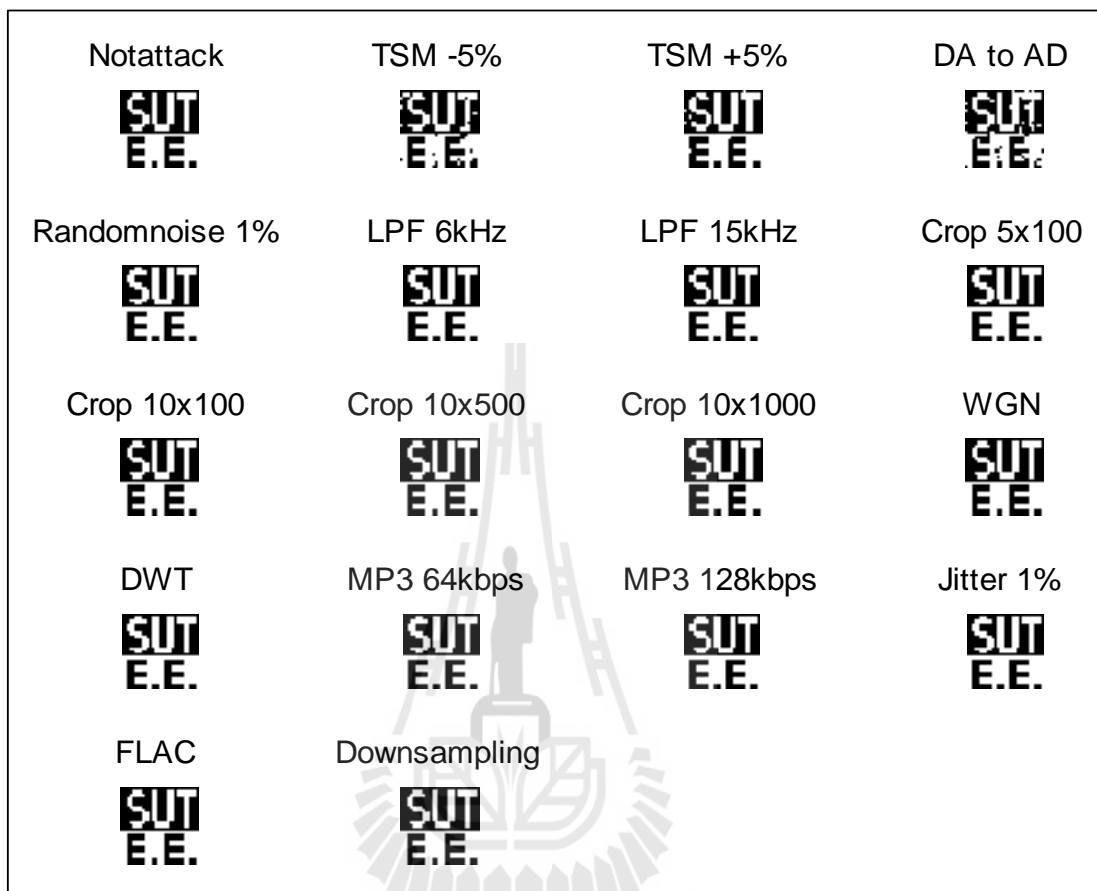 Notattack TSM -5% TSM +5% DA to AD
SUT SUT SUT SUT
E.E. E.E. E.E. E.E.
Randomnoise 1% LPF 6kHz LPF 15kHz Crop 5x100
SUT SUT SUT SUT
E.E. E.E. E.E. E.E.
Crop 10x100 Crop 10x500 Crop 10x1000 WGN
SUT SUT SUT SUT
E.E. E.E. E.E. E.E.
DWT MP3 64kbps MP3 128kbps Jitter 1%
SUT SUT SUT SUT
E.E. E.E. E.E. E.E.
FLAC Downsampling
SUT SUT
E.E. E.E.